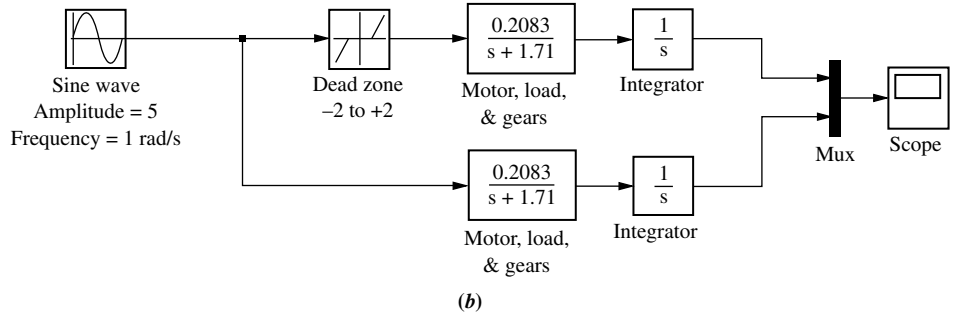 Sine wave
Amplitude = 5
Frequency = 1 rad/s
Dead zone
–2 to +2
0.2083
s + 1.71
Motor, load,
& gears
1
s
Integrator
Mux
Scope
0.2083
s + 1.71
Motor, load,
& gears
1
s
Integrator
(b)